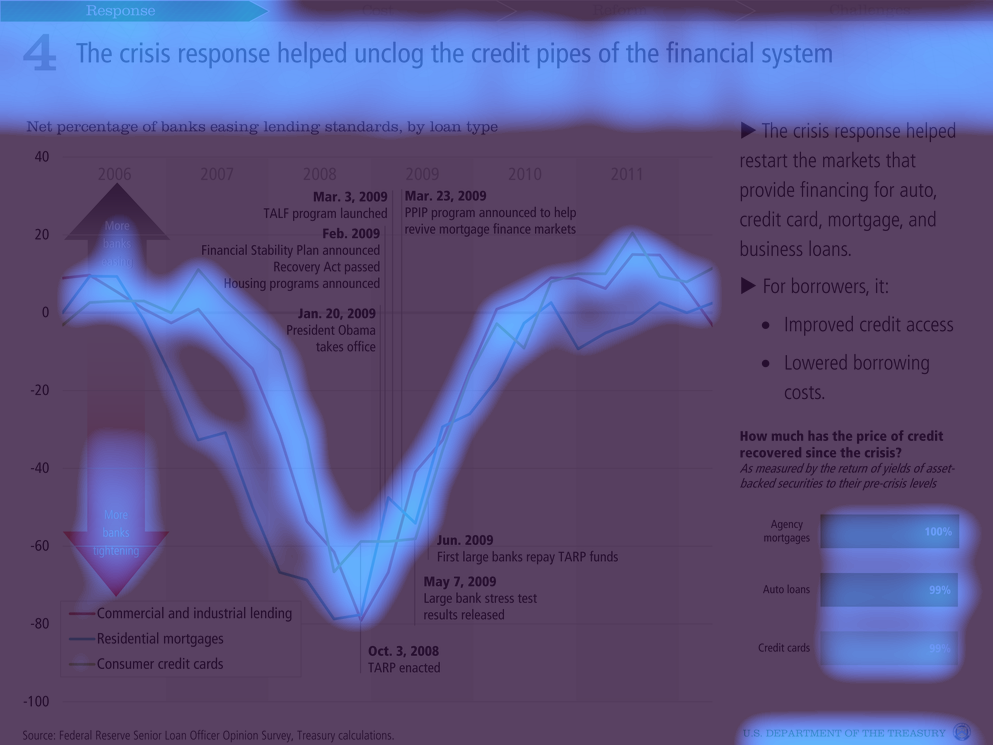 Response
4 The crisis response helped unclog the credit pipes of the financial system
Net percentage of banks easing lending standards, by loan type
40
20
0
-20
-40
-60
-80
-100
2006 2007 2008 2009 2010 2011
More
banks
More
banks
tightening
Mar. 3, 2009
TALF program launched
Feb. 2009
Financial Stability Plan announced
Recovery Act passed
Housing programs announced
Jan. 20, 2009
President Obama
takes office
Mar. 23, 2009
PPIP program announced to help
revive mortgage finance markets
Jun. 2009
First large banks repay TARP funds
May 7, 2009
Large bank stress test
results released
Oct. 3, 2008
TARP enacted
Commercial and industrial lending
Residential mortgages
Consumer credit cards
Source: Federal Reserve Senior Loan Officer Opinion Survey, Treasury calculations.
▶ The crisis response helped
restart the markets that
provide financing for auto,
credit card, mortgage, and
business loans.
▶ For borrowers, it:
• Improved credit access
• Lowered borrowing
costs.
How much has the price of credit
recovered since the crisis?
As measured by the return of yields of asset-
backed securities to their pre-crisis levels
Agency
mortgages
100%
Auto loans
99%
Credit cards
99%
U.S. DEPARTMENT OF THE TREASURY